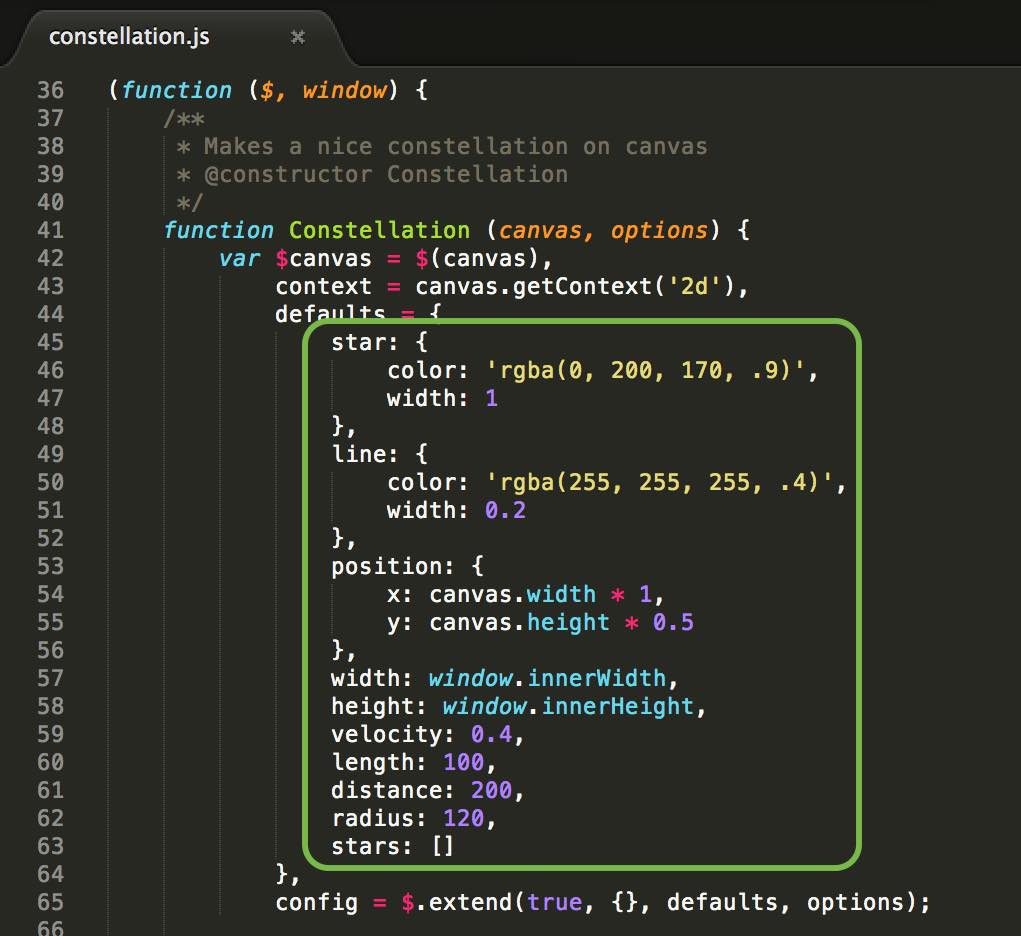 constellation.js ×
36 (function ($, window) {
37 /**
38 * Makes a nice constellation on canvas
39 * @constructor Constellation
40 */
41 function Constellation (canvas, options) {
42 var $canvas = $(canvas),
43 context = canvas.getContext('2d'),
44 defaults = {
45 star: {
46 color: 'rgba(0, 200, 170, .9)',
47 width: 1
48 },
49 line: {
50 color: 'rgba(255, 255, 255, .4)',
51 width: 0.2
52 },
53 position: {
54 x: canvas.width * 1,
55 y: canvas.height * 0.5
56 },
57 width: window.innerWidth,
58 height: window.innerHeight,
59 velocity: 0.4,
60 length: 100,
61 distance: 200,
62 radius: 120,
63 stars: []
64 },
65 config = $.extend(true, {}, defaults, options);
66